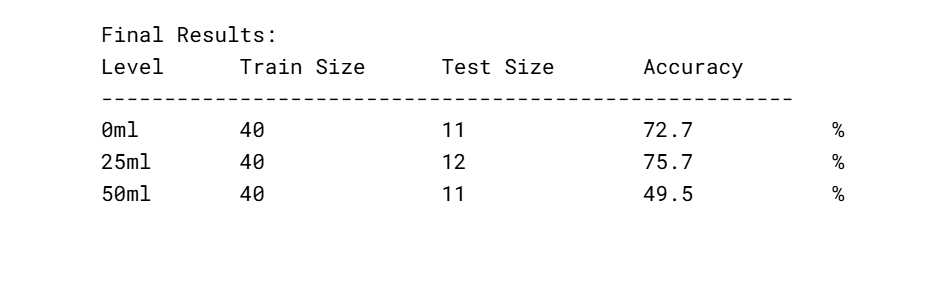 Final Results:
Level      Train Size      Test Size       Accuracy
-------------------------------------------------------
0ml        40              11              72.7           %
25ml       40              12              75.7           %
50ml       40              11              49.5           %